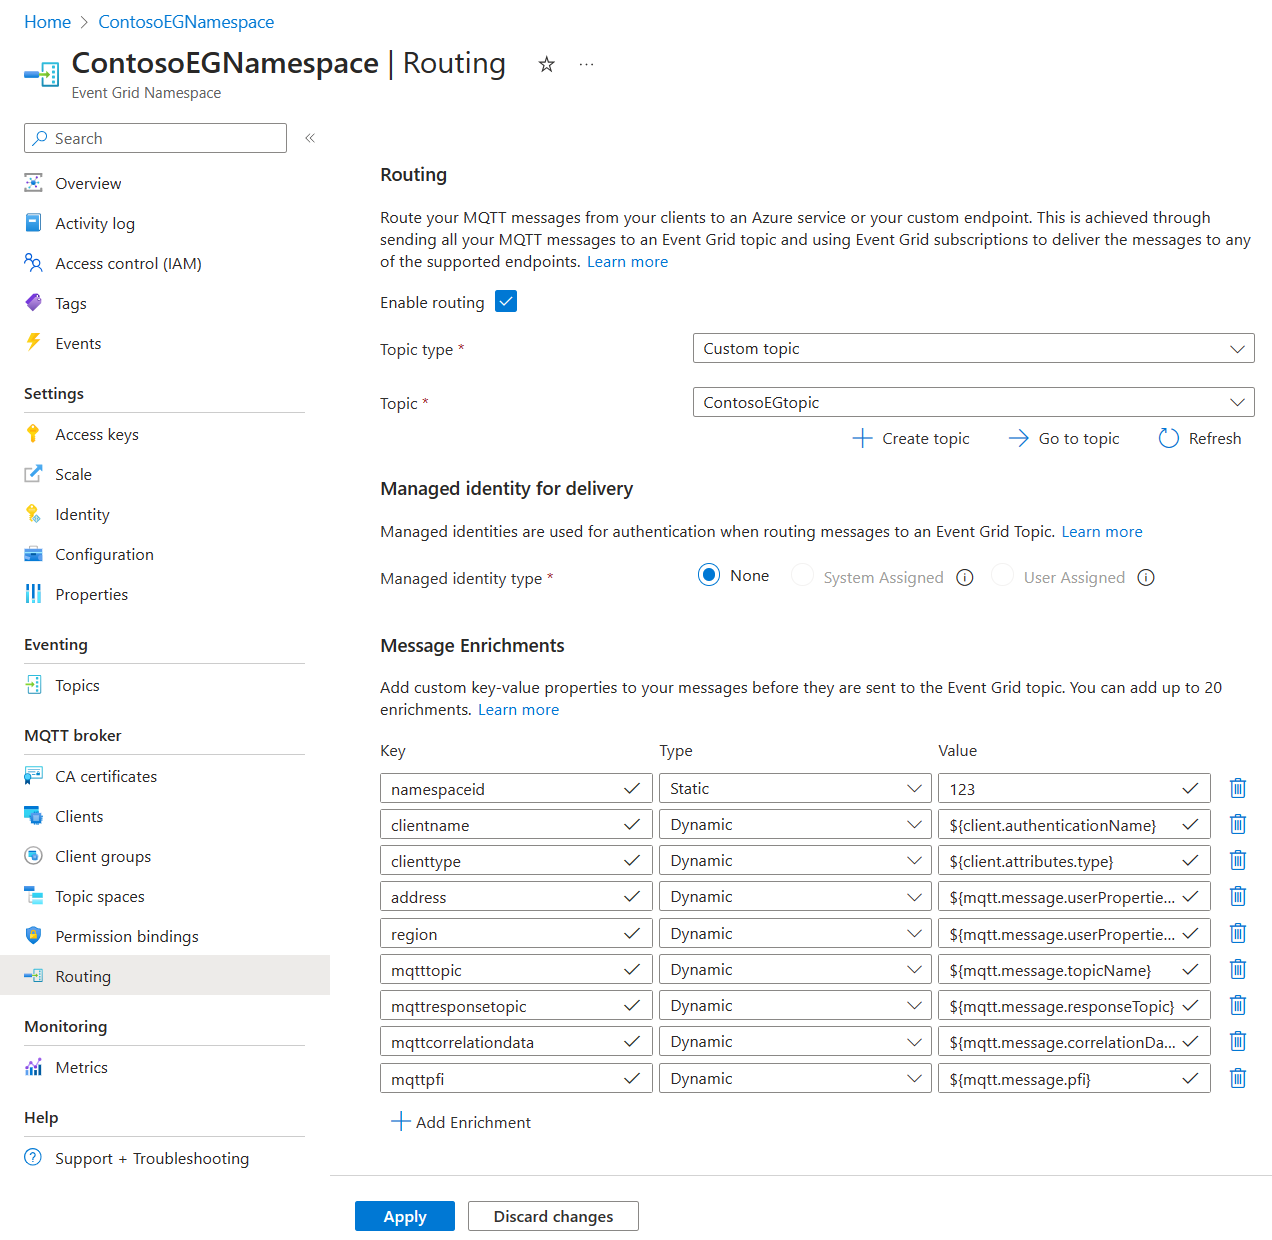 Home > ContosoEGNamespace
ContosoEGNamespace | Routing
Event Grid Namespace
Search
Overview
Activity log
Access control (IAM)
Tags
Events
Settings
Access keys
Scale
Identity
Configuration
Properties
Eventing
Topics
MQTT broker
CA certificates
Clients
Client groups
Topic spaces
Permission bindings
Routing
Monitoring
Metrics
Help
Support + Troubleshooting
Routing
Route your MQTT messages from your clients to an Azure service or your custom endpoint. This is achieved through
sending all your MQTT messages to an Event Grid topic and using Event Grid subscriptions to deliver the messages to any
of the supported endpoints. Learn more
Enable routing
Topic type * Custom topic
Topic * ContosoEGtopic
Create topic Go to topic Refresh
Managed identity for delivery
Managed identities are used for authentication when routing messages to an Event Grid Topic. Learn more
Managed identity type * None System Assigned User Assigned
Message Enrichments
Add custom key-value properties to your messages before they are sent to the Event Grid topic. You can add up to 20
enrichments. Learn more
Key Type Value
namespaceid Static 123
clientname Dynamic ${client.authenticationName}
clienttype Dynamic ${client.attributes.type}
address Dynamic ${mqtt.message.userPropertie...
region Dynamic ${mqtt.message.userPropertie...
mqtttopic Dynamic ${mqtt.message.topicName}
mqttresponsetopic Dynamic ${mqtt.message.responseTopic}
mqttcorrelationdata Dynamic ${mqtt.message.correlationDa...
mqttpfi Dynamic ${mqtt.message.pfi}
Add Enrichment
Apply Discard changes